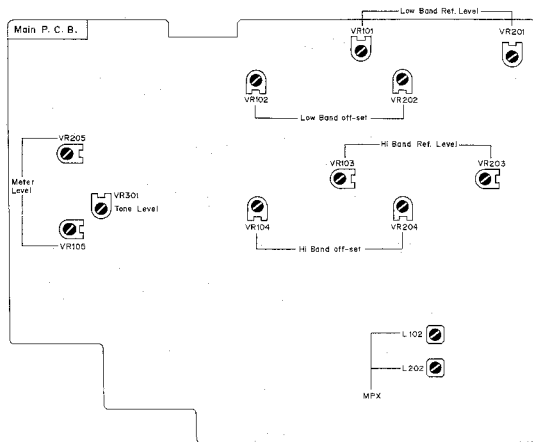 Low Band Ref. Level
Main P. C. B.
VR101
VR201
VR102
VR202
Low Band off-set
VR205
Hi Band Ref. Level
VR103
VR203
Meter
Level
VR301
Tone Level
VR104
VR204
VR105
Hi Band off-set
L102
L202
MPX